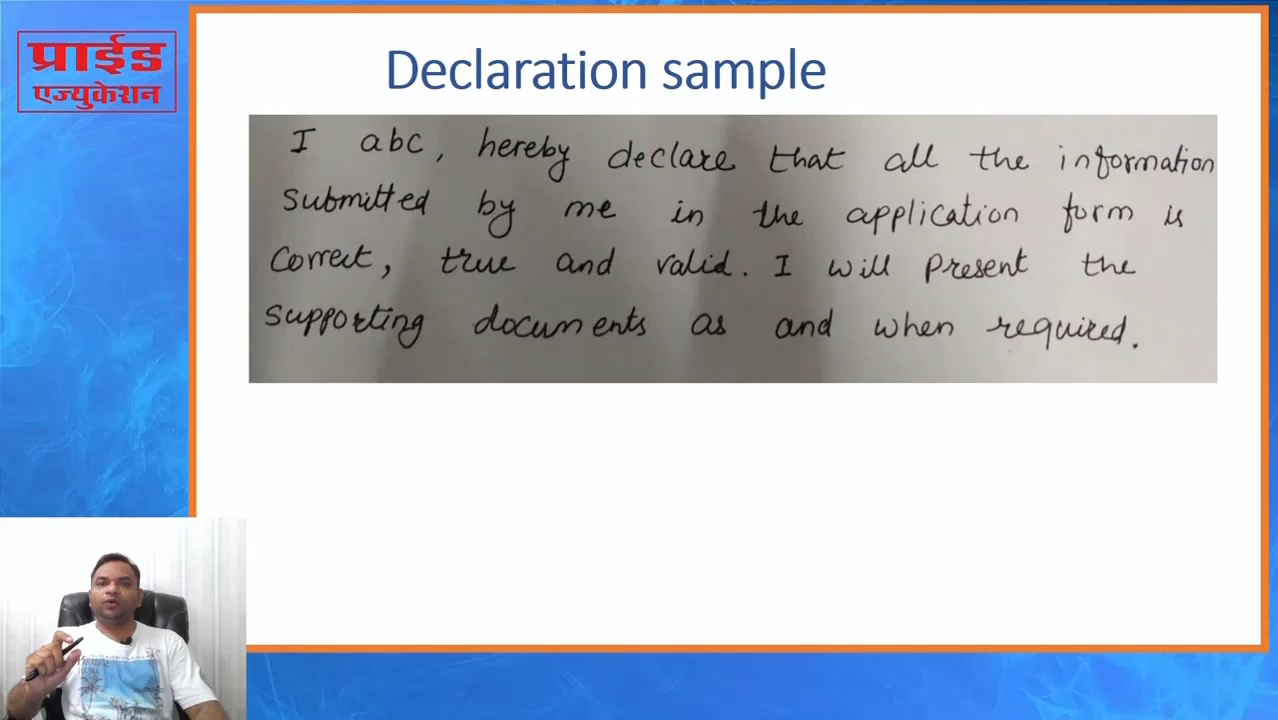 प्राईड
एज्युकेशन
Declaration sample
I abc, hereby declare that all the information
submitted by me in the application form is
correct, true and valid. I will present the
supporting documents as and when required.
PARADISE